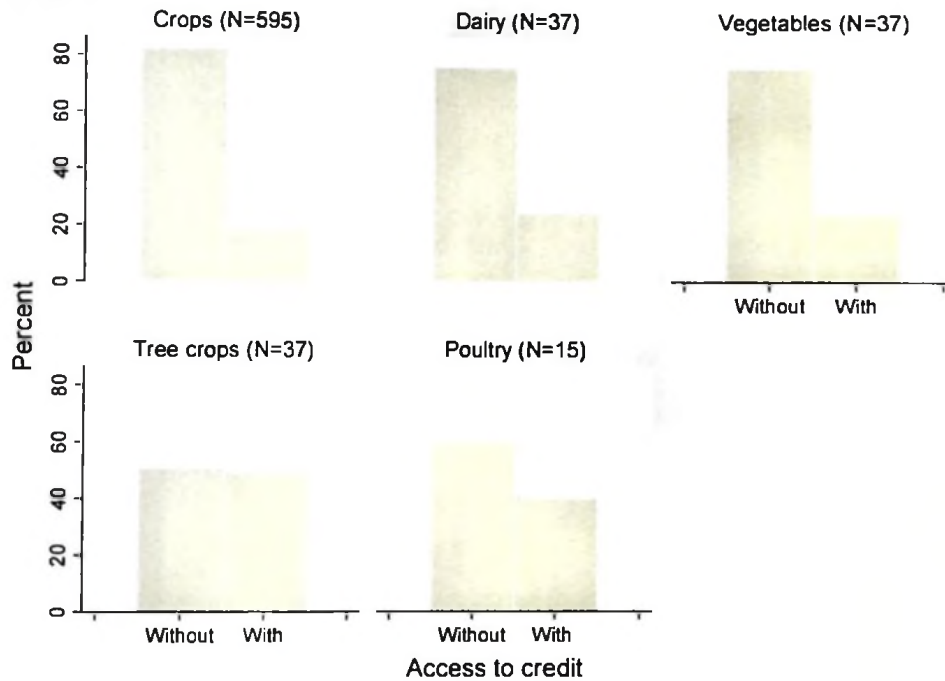 Crops (N=595)
Dairy (N=37)
Vegetables (N=37)
80
60
40
20
0
Without With
Percent
Tree crops (N=37)
Poultry (N=15)
80
60
40
20
0
Without With
Without With
Access to credit